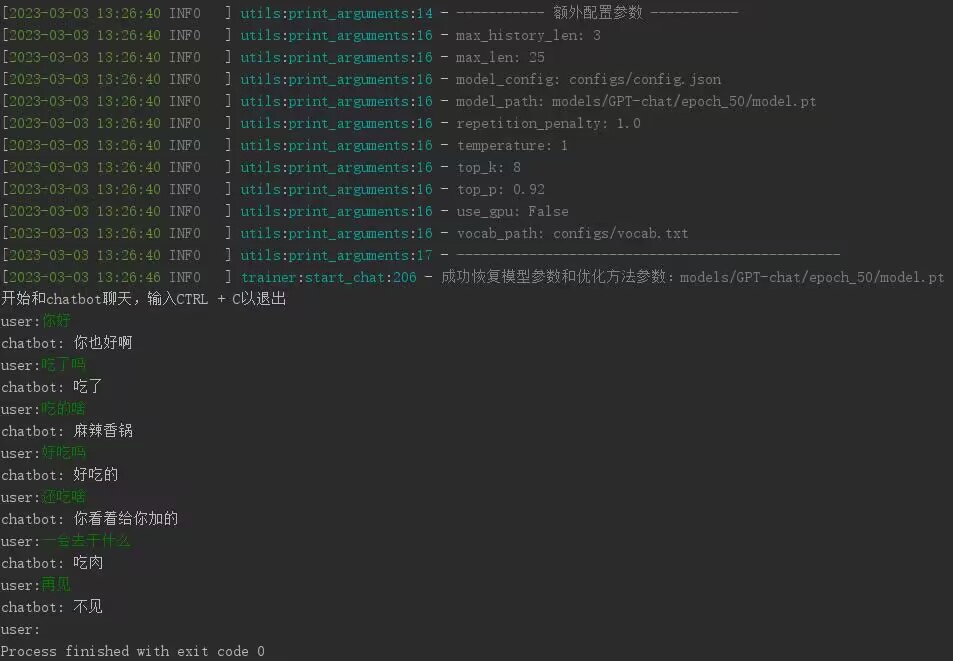 [2023-03-03 13:26:40 INFO   ] utils:print_arguments:14 - ----------- 额外配置参数 -----------
[2023-03-03 13:26:40 INFO   ] utils:print_arguments:16 - max_history_len: 3
[2023-03-03 13:26:40 INFO   ] utils:print_arguments:16 - max_len: 25
[2023-03-03 13:26:40 INFO   ] utils:print_arguments:16 - model_config: configs/config.json
[2023-03-03 13:26:40 INFO   ] utils:print_arguments:16 - model_path: models/GPT-chat/epoch_50/model.pt
[2023-03-03 13:26:40 INFO   ] utils:print_arguments:16 - repetition_penalty: 1.0
[2023-03-03 13:26:40 INFO   ] utils:print_arguments:16 - temperature: 1
[2023-03-03 13:26:40 INFO   ] utils:print_arguments:16 - top_k: 8
[2023-03-03 13:26:40 INFO   ] utils:print_arguments:16 - top_p: 0.92
[2023-03-03 13:26:40 INFO   ] utils:print_arguments:16 - use_gpu: False
[2023-03-03 13:26:40 INFO   ] utils:print_arguments:16 - vocab_path: configs/vocab.txt
[2023-03-03 13:26:40 INFO   ] utils:print_arguments:17 - ------------------------------------------------
[2023-03-03 13:26:46 INFO   ] trainer:start_chat:206 - 成功恢复模型参数和优化方法参数：models/GPT-chat/epoch_50/model.pt
开始和chatbot聊天，输入CTRL + C以退出
user:你好
chatbot: 你也好啊
user:吃了吗
chatbot: 吃了
user:吃的啥
chatbot: 麻辣香锅
user:好吃吗
chatbot: 好吃的
user:还吃啥
chatbot: 你看着给你加的
user:一会去干什么
chatbot: 吃肉
user:再见
chatbot: 不见
user:
Process finished with exit code 0